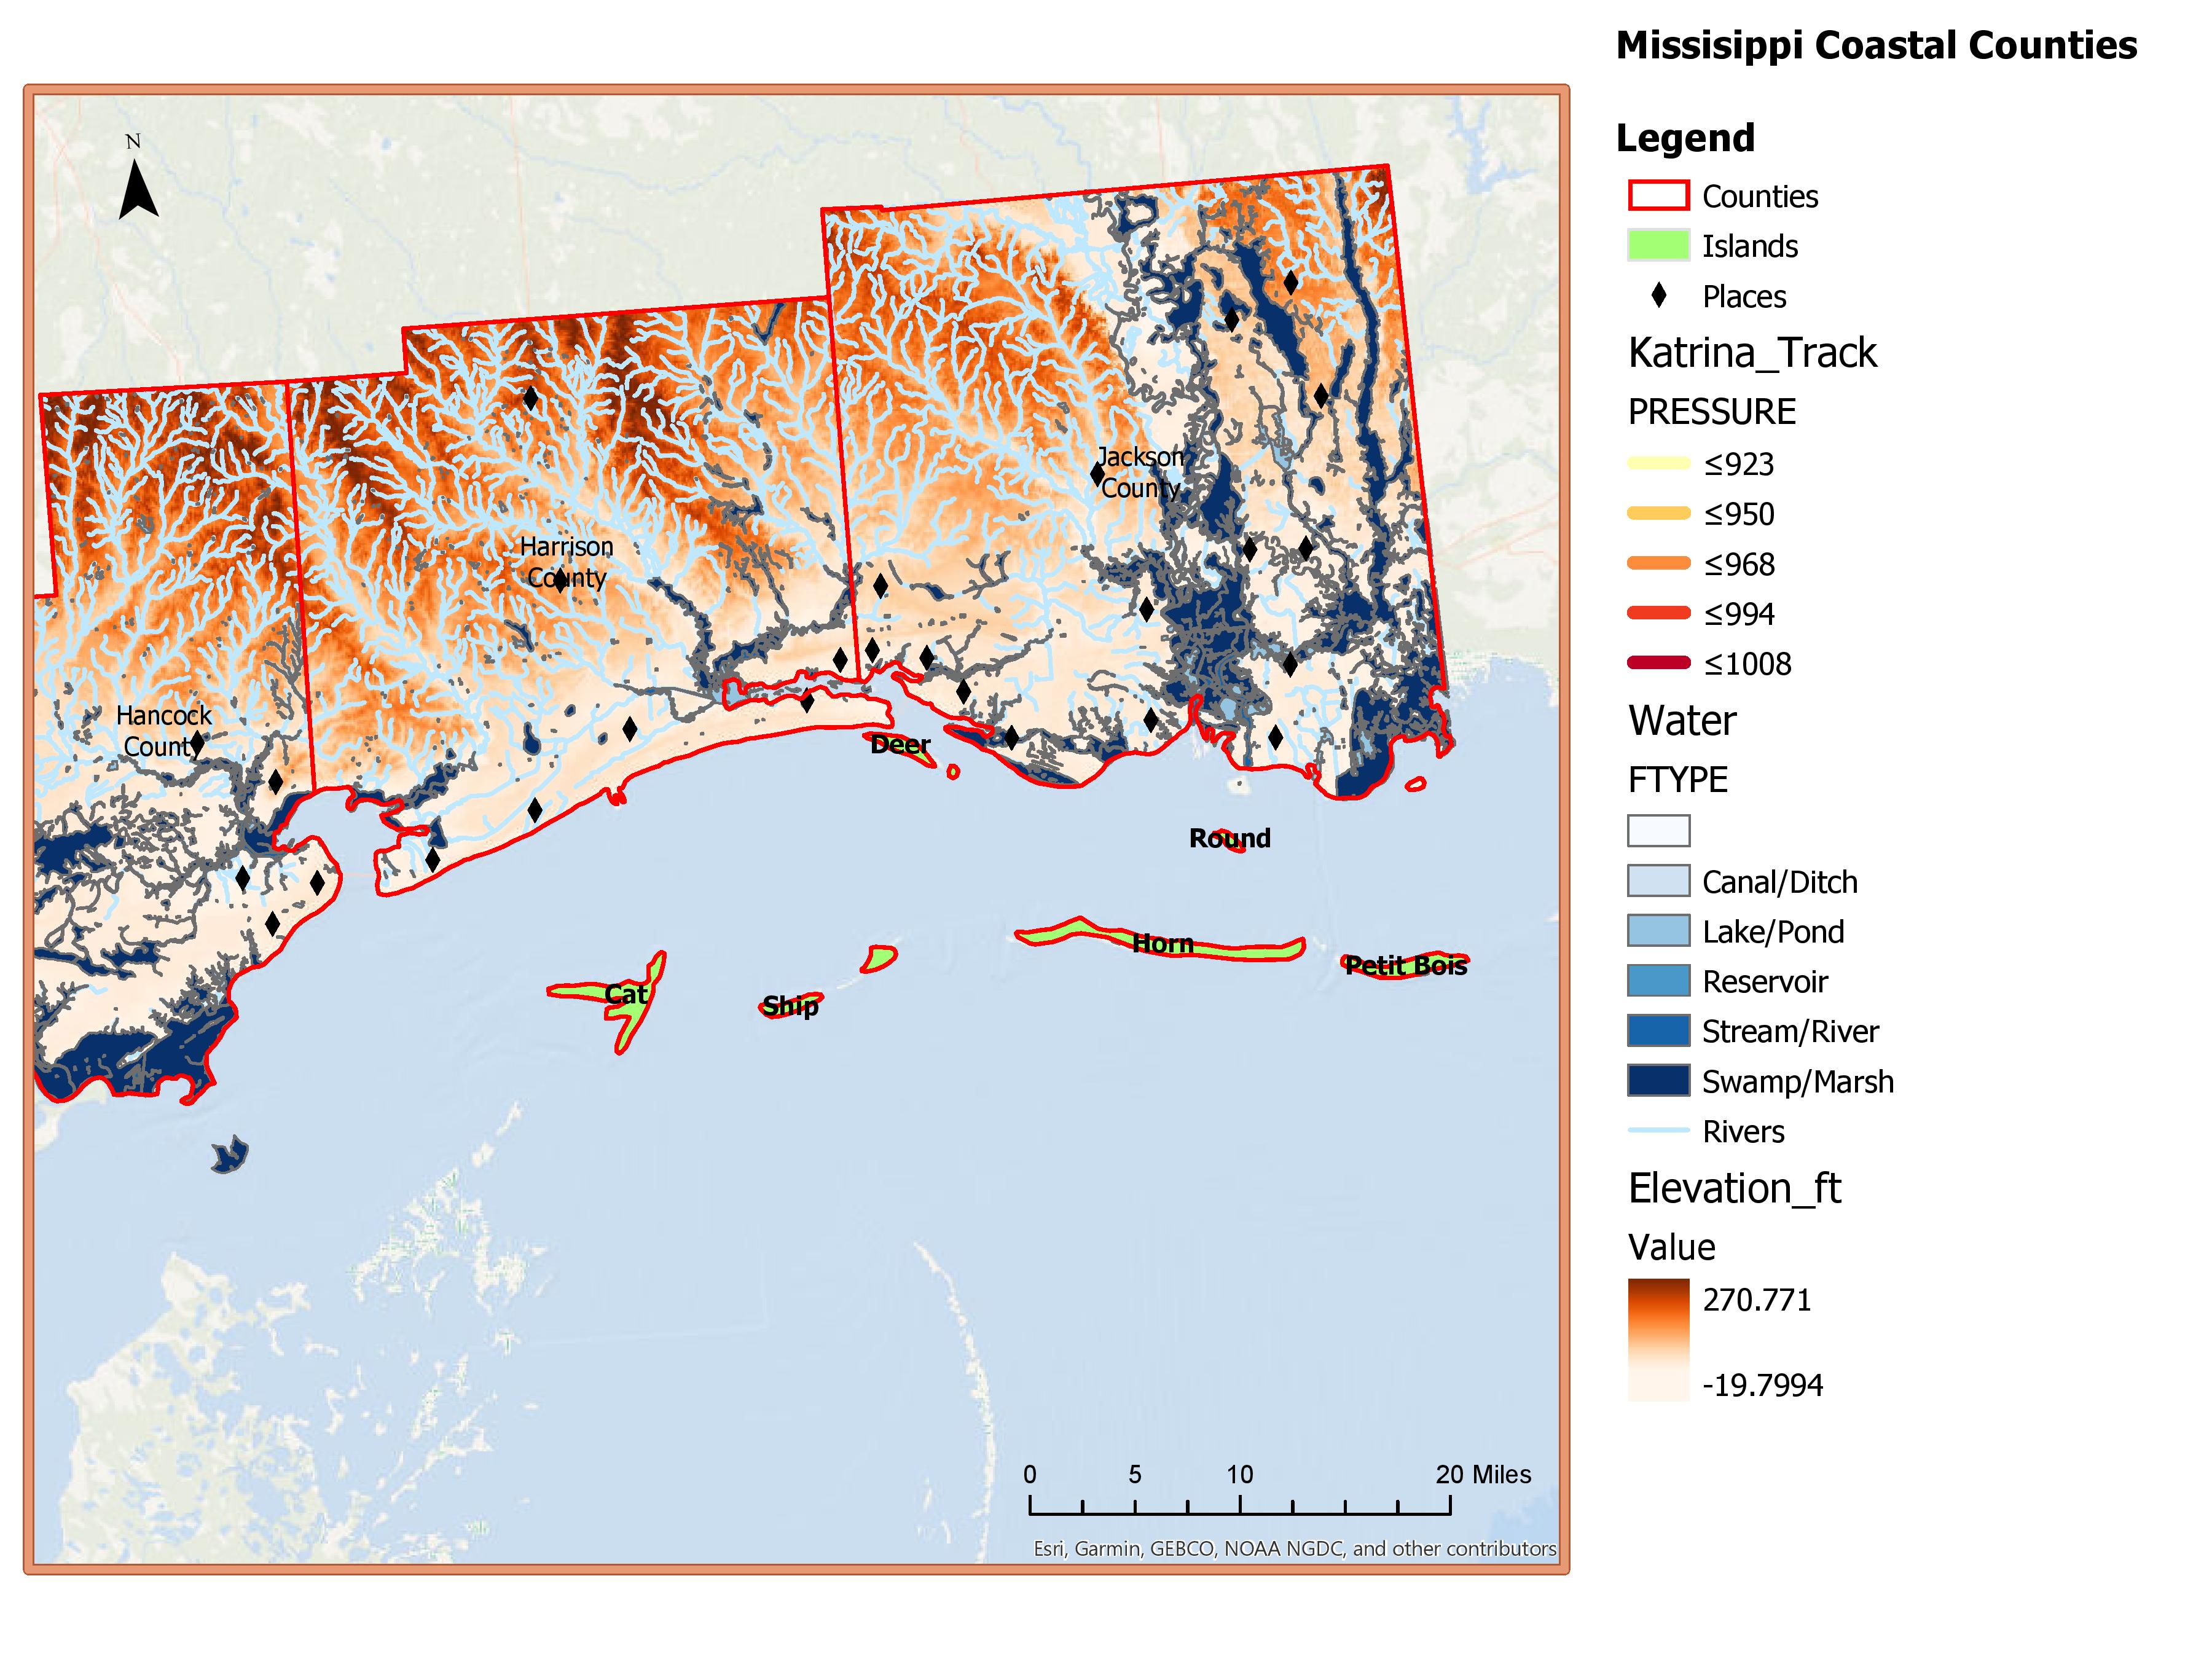 Missisippi Coastal Counties
Legend
Counties
Islands
Places
Katrina_Track
PRESSURE
≤923
≤950
≤968
≤994
≤1008
Water
FTYPE
Canal/Ditch
Lake/Pond
Reservoir
Stream/River
Swamp/Marsh
Rivers
Elevation_ft
Value
270.771
-19.7994
N
Jackson
County
Harrison
County
Hancock
Count
Deer
Round
Horn
Petit Bois
Cat
Ship
0 5 10 20 Miles
Esri, Garmin, GEBCO, NOAA NGDC, and other contributors